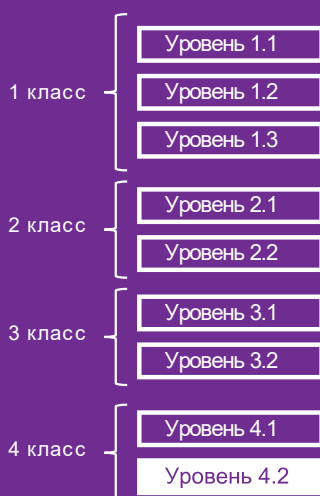 1 класс
Уровень 1.1
Уровень 1.2
Уровень 1.3
2 класс
Уровень 2.1
Уровень 2.2
3 класс
Уровень 3.1
Уровень 3.2
4 класс
Уровень 4.1
Уровень 4.2